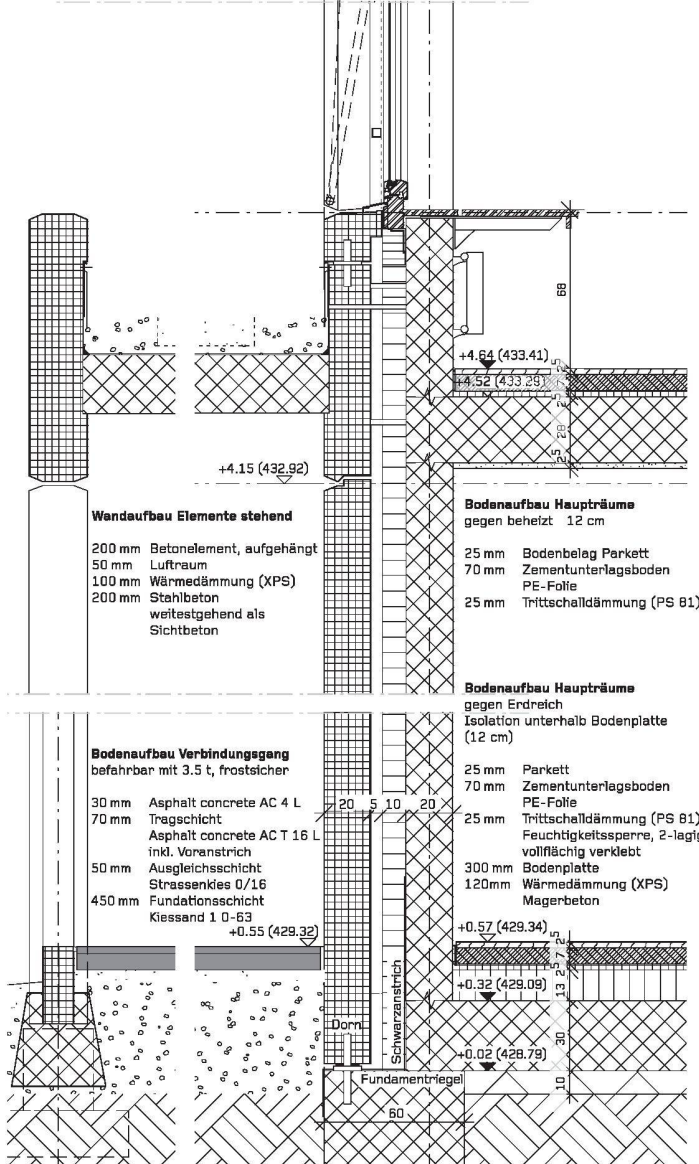 68
+4.64 (433.41)
+4.52 (433.29)
25
25
28
25
+4.15 (432.92)
Wandaufbau Elemente stehend
200 mm Betonelement, aufgehängt
50 mm Luftraum
100 mm Wärmedämmung (XPS)
200 mm Stahlbeton
weitestgehend als
Sichtbeton
Bodenaufbau Haupträume
gegen beheizt 12 cm
25 mm Bodenbelag Parkett
70 mm Zementunterlagsboden
PE-Folie
25 mm Trittschalldämmung (PS 81)
Bodenaufbau Haupträume
gegen Erdreich
Isolation unterhalb Bodenplatte
(12 cm)
25 mm Parkett
70 mm Zementunterlagsboden
PE-Folie
25 mm Trittschalldämmung (PS 81)
Feuchtigkeitssperre, 2-lagig
vollflächig verklebt
300 mm Bodenplatte
120mm Wärmedämmung (XPS)
Magerbeton
Bodenaufbau Verbindungsgang
befahrbar mit 3.5 t, frostsicher
30 mm Asphalt concrete AC 4 L
70 mm Tragschicht
Asphalt concrete AC T 16 L
inkl. Voranstrich
50 mm Ausgleichsschicht
Strassenkies 0/16
450 mm Fundationsschicht
Kiessand 1 0-63
20 5 10 20
+0.55 (429.32)
+0.57 (429.34)
25
7
25
13
+0.32 (429.09)
30
+0.02 (428.79)
10
Schwarzanstrich
Dorn
Fundamentriegel
60